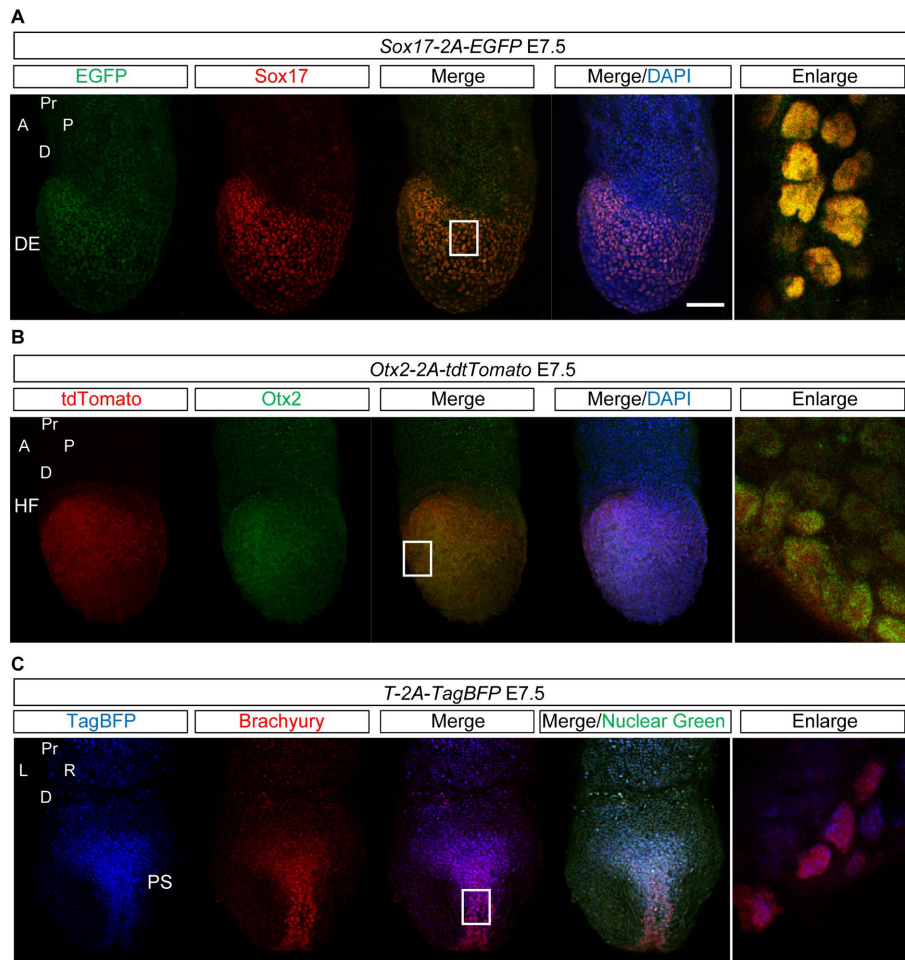 A
Sox17-2A-EGFP E7.5
EGFP Sox17 Merge Merge/DAPI Enlarge
Pr
A P
D
DE
B
Otx2-2A-tdtTomato E7.5
tdTomato Otx2 Merge Merge/DAPI Enlarge
Pr
A P
D
HF
C
T-2A-TagBFP E7.5
TagBFP Brachyury Merge Merge/Nuclear Green Enlarge
Pr
L R
D
PS